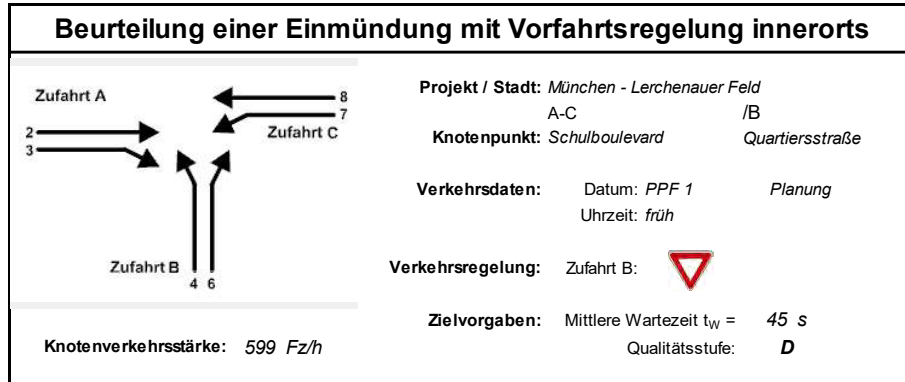 Beurteilung einer Einmündung mit Vorfahrtsregelung innerorts
Zufahrt A
8
7
Zufahrt C
2
3
Zufahrt B
4 6
Knotenverkehrsstärke: 599 Fz/h
Projekt / Stadt: München - Lerchenauer Feld
A-C /B
Knotenpunkt: Schulboulevard Quartiersstraße
Verkehrsdaten: Datum: PPF 1 Planung
Uhrzeit: früh
Verkehrsregelung: Zufahrt B:
Zielvorgaben: Mittlere Wartezeit tW = 45 s
Qualitätsstufe: D